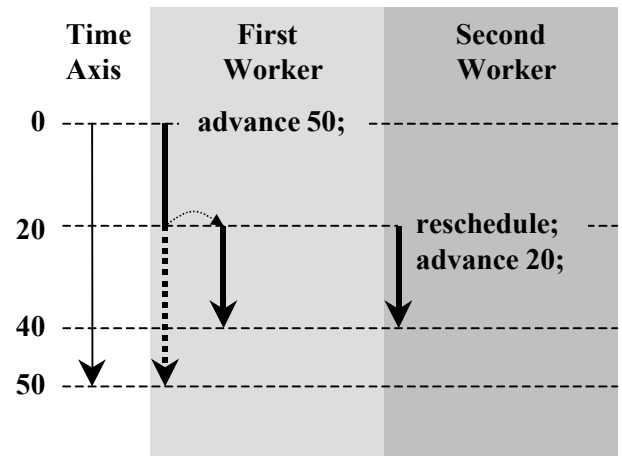 Time
Axis
First
Worker
Second
Worker
0
advance 50;
20
reschedule;
advance 20;
40
50